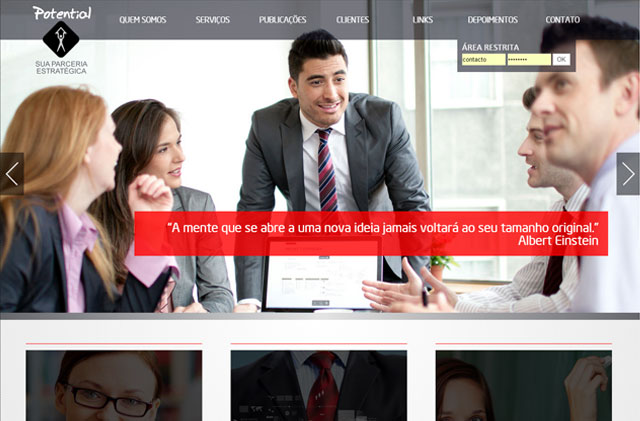 Potential
SUA PARCERIA
ESTRATÉGICA
QUEM SOMOS
SERVIÇOS
PUBLICAÇÕES
CLIENTES
LINKS
DEPOIMENTOS
CONTATO
ÁREA RESTRITA
contacto
••••••••
OK
“A mente que se abre a uma nova ideia jamais voltará ao seu tamanho original.”
Albert Einstein